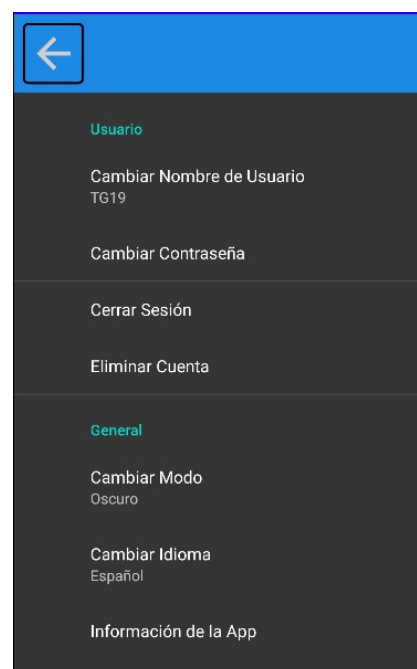 Usuario
Cambiar Nombre de Usuario
TG19
Cambiar Contraseña
Cerrar Sesión
Eliminar Cuenta
General
Cambiar Modo
Oscuro
Cambiar Idioma
Español
Información de la App